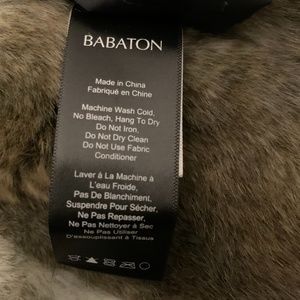 BABATON
Made in China
Fabriqué en Chine
Machine Wash Cold,
No Bleach, Hang To Dry
Do Not Iron,
Do Not Dry Clean
Do Not Use Fabric
Conditioner
Laver à La Machine à
L'eau Froide,
Pas De Blanchiment,
Suspendre Pour Sécher,
Ne Pas Repasser,
Ne Pas Nettoyer à Sec
Ne Pas Utiliser
D'essouplissant à Tissus